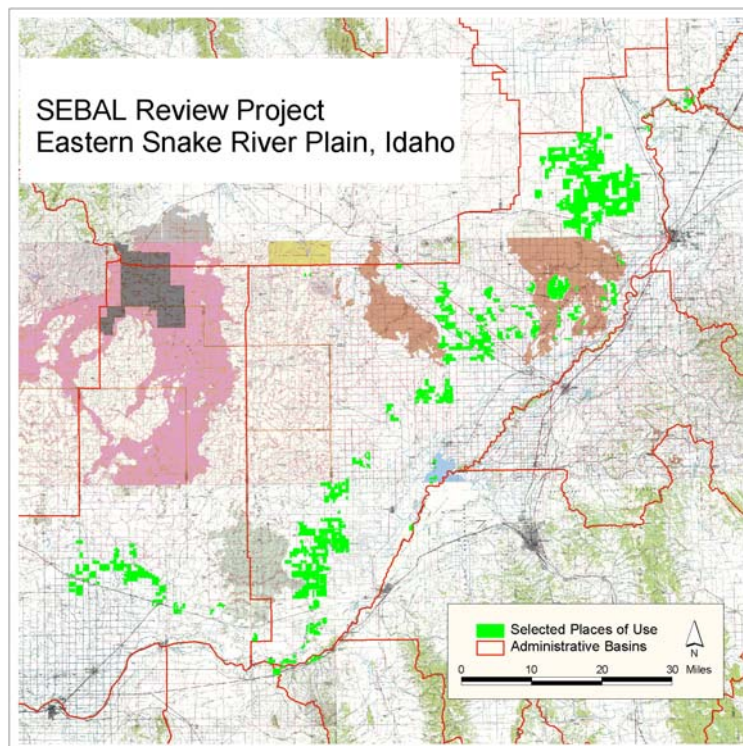 SEBAL Review Project
Eastern Snake River Plain, Idaho
Selected Places of Use
Administrative Basins
N
0 10 20 30
Miles